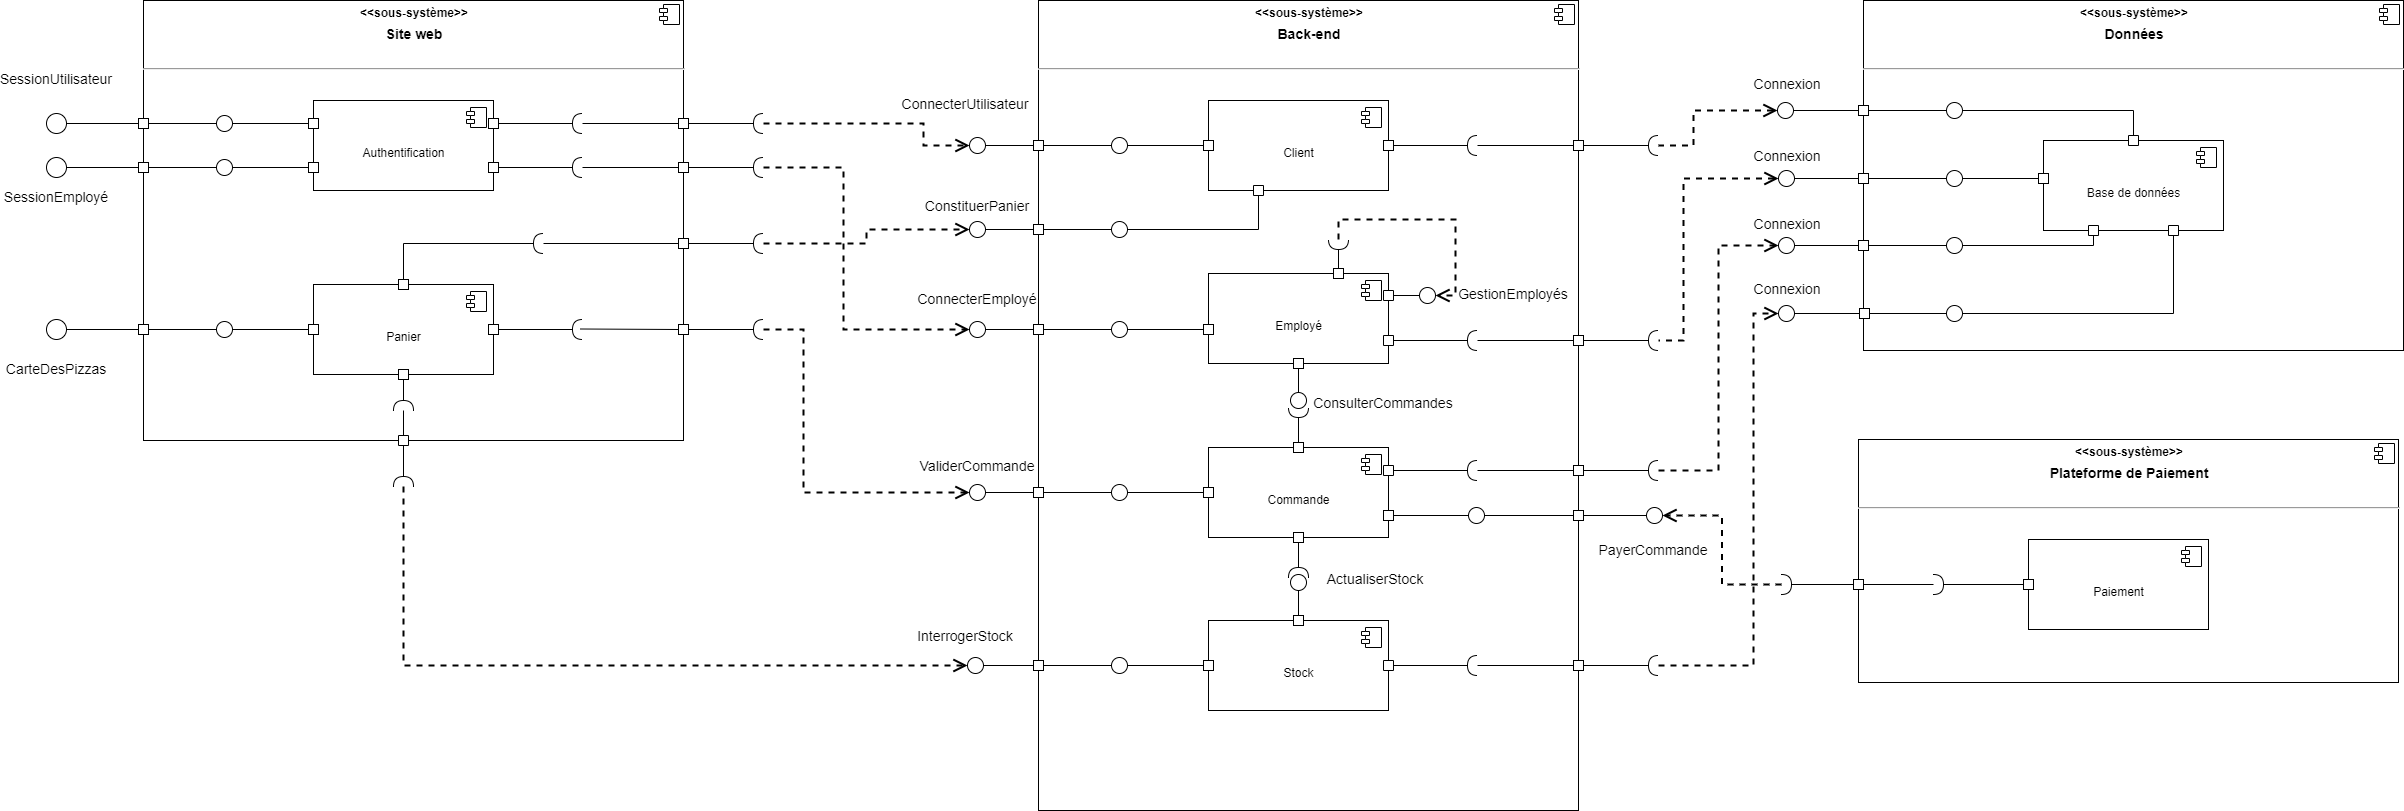 <<sous-système>>
Site web
SessionUtilisateur
Authentification
SessionEmployé
Panier
CarteDesPizzas
<<sous-système>>
Back-end
ConnecterUtilisateur
Client
ConstituerPanier
ConnecterEmployé
GestionEmployés
Employé
ConsulterCommandes
ValiderCommande
Commande
PayerCommande
ActualiserStock
InterrogerStock
Stock
<<sous-système>>
Données
Connexion
Connexion
Base de données
Connexion
Connexion
<<sous-système>>
Plateforme de Paiement
Paiement